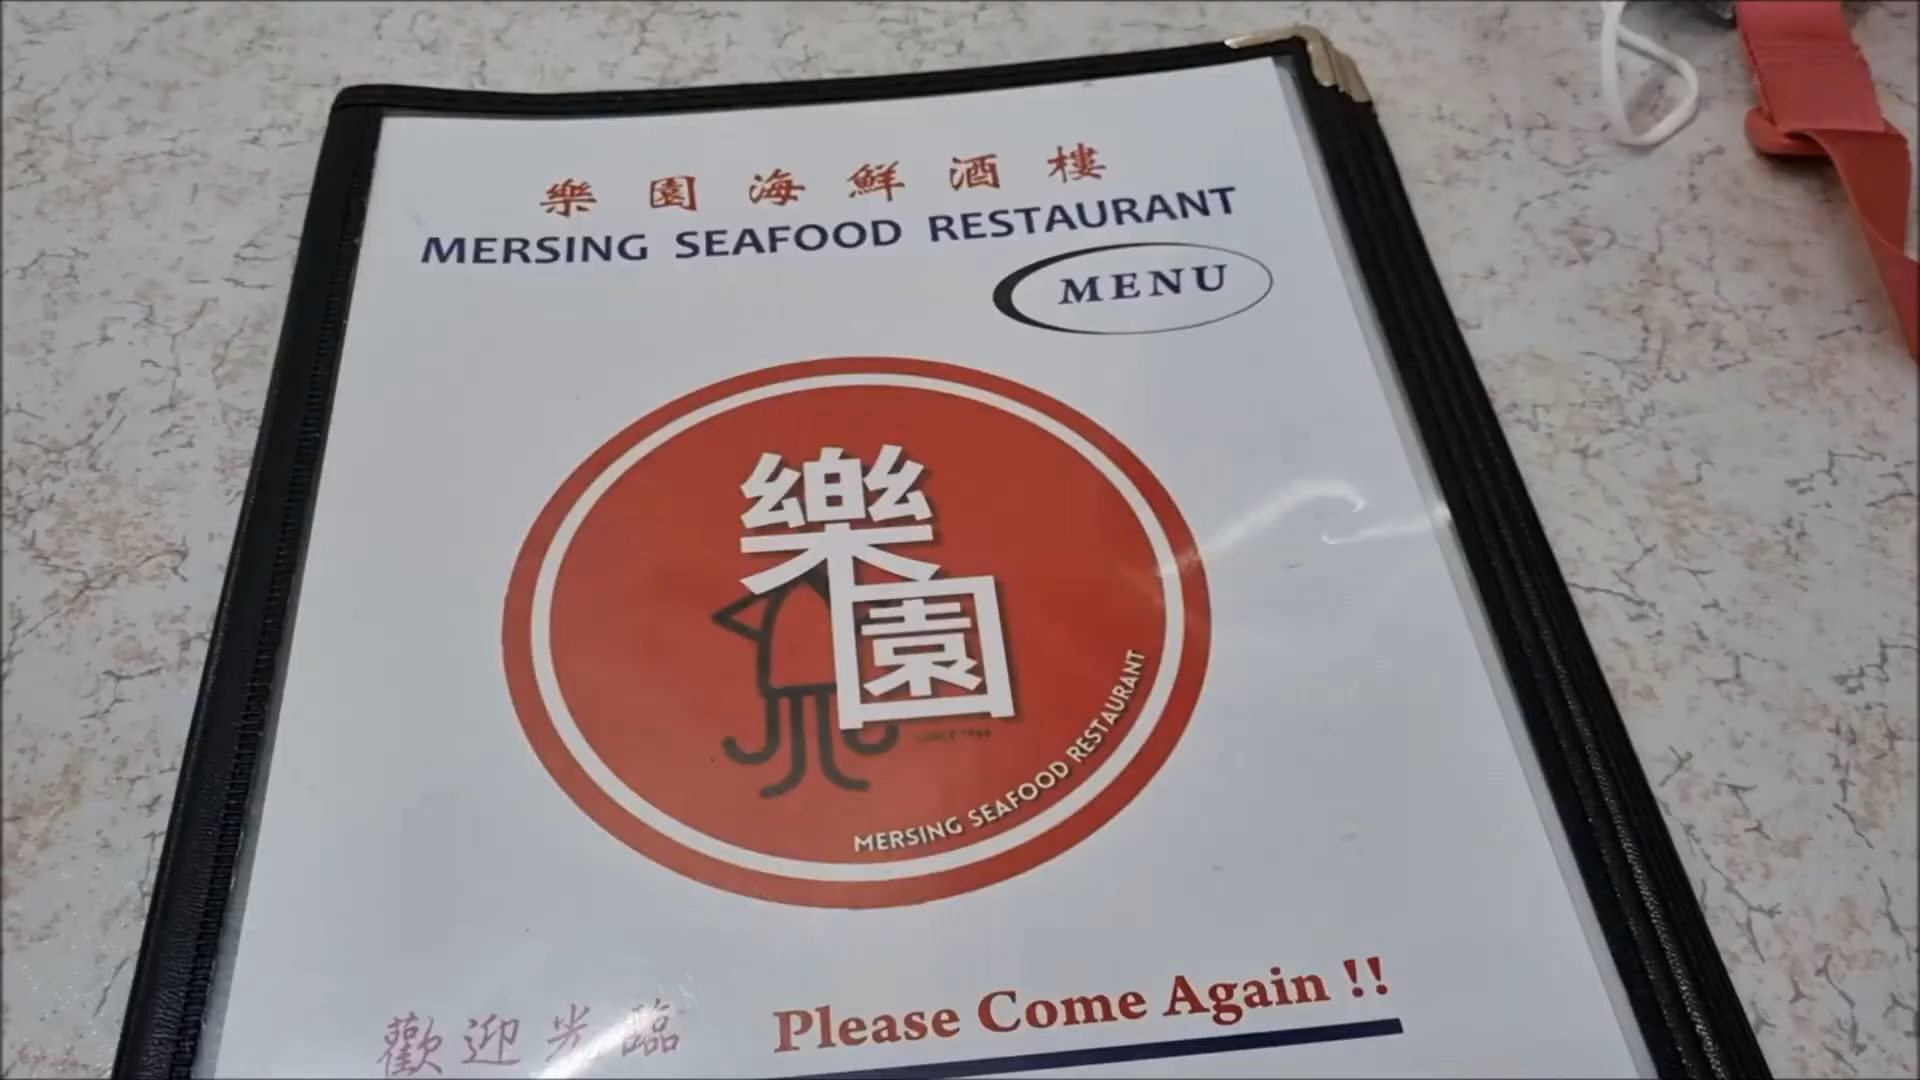 樂園海鮮酒樓
MERSING SEAFOOD RESTAURANT
MENU
樂園
MERSING SEAFOOD RESTAURANT
歡迎光臨 Please Come Again !!